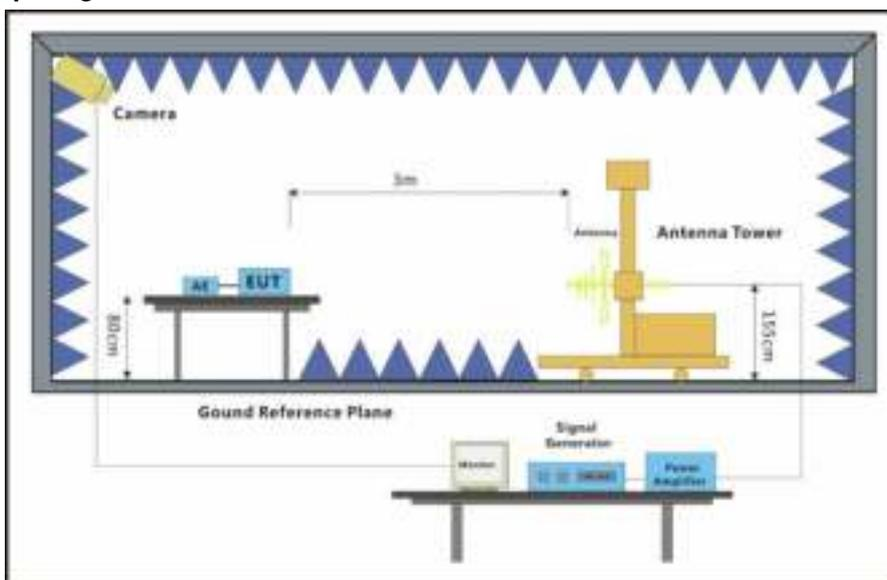 Camera
3m
Antenna
Antenna Tower
AE
EUT
80cm
155cm
Gound Reference Plane
Signal
Generator
Monitor
Power
Amplifier